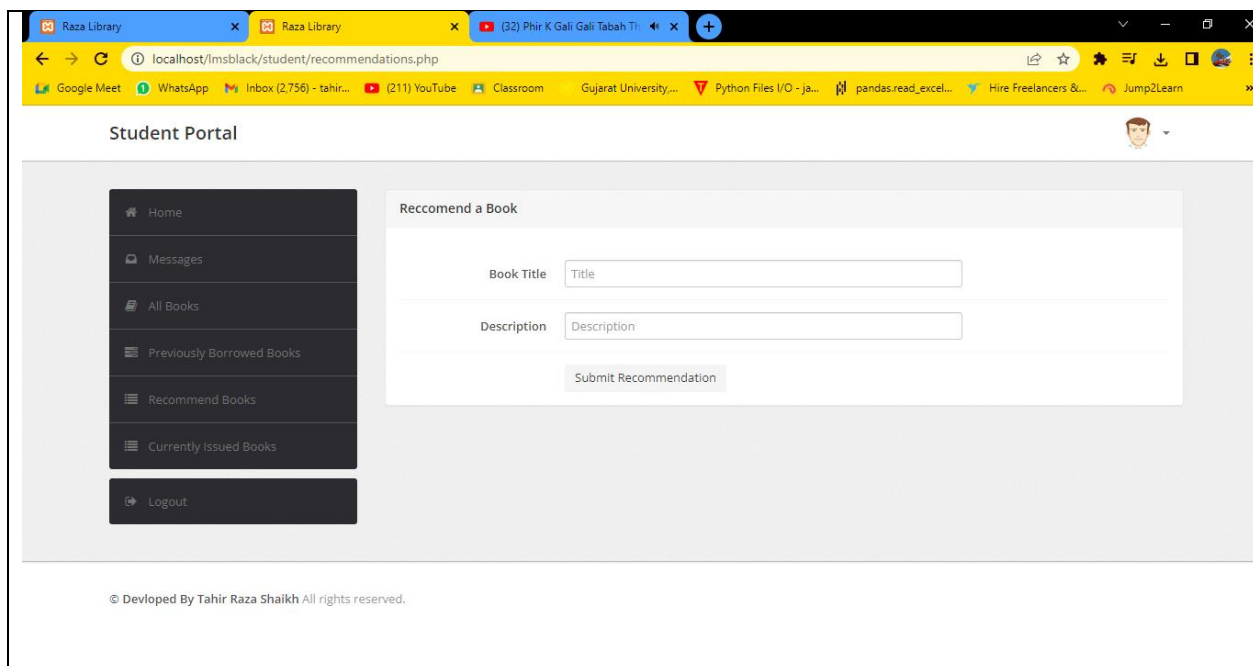 Raza Library
Raza Library
(32) Phir K Gali Gali Tabah Th
localhost/lmsblack/student/recommendations.php
Google Meet WhatsApp Inbox (2,756) - tahir... (211) YouTube Classroom Gujarat University,... Python Files I/O - ja... pandas.read_excel... Hire Freelancers &... Jump2Learn »
Student Portal
Home
Messages
All Books
Previously Borrowed Books
Recommend Books
Currently Issued Books
Logout
Reccomend a Book
Book Title Title
Description Description
Submit Recommendation
© Devloped By Tahir Raza Shaikh All rights reserved.